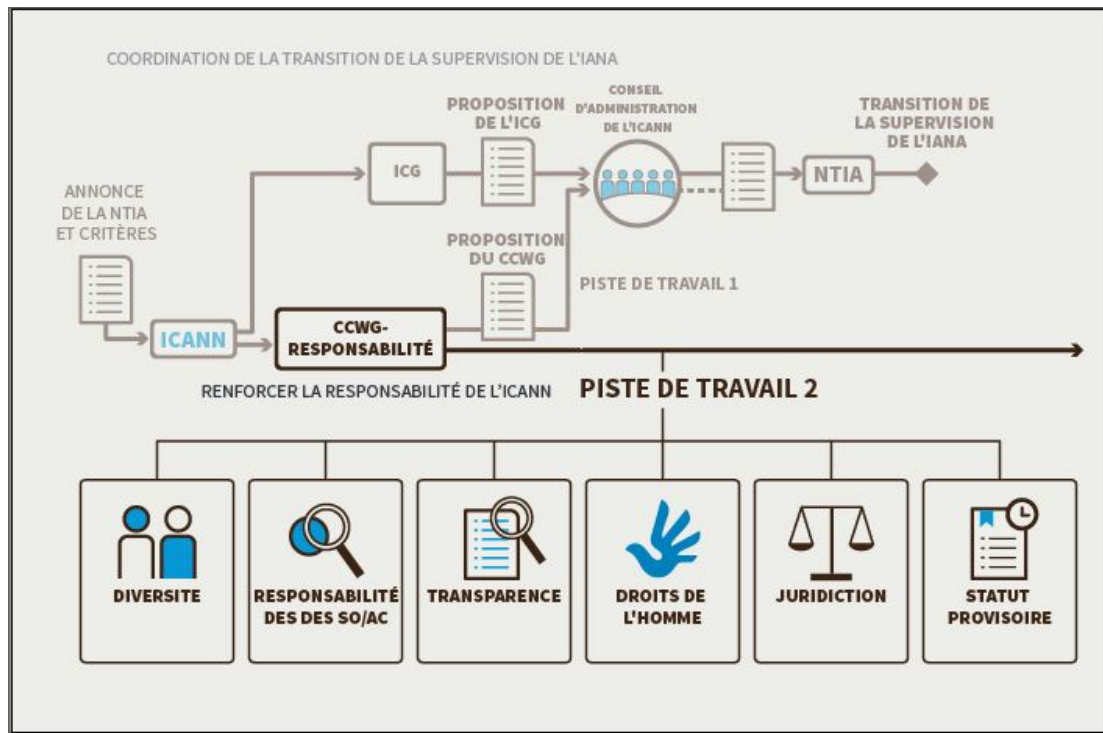 COORDINATION DE LA TRANSITION DE LA SUPERVISION DE L'IANA
ANNONCE
DE LA NTIA
ET CRITÈRES
ICANN
ICG
PROPOSITION
DE L'ICG
CONSEIL
D'ADMINISTRATION
DE L'ICANN
NTIA
TRANSITION DE
LA SUPERVISION
DE L'IANA
PROPOSITION
DU CCWG
PISTE DE TRAVAIL 1
CCWG-
RESPONSABILITÉ
RENFORCER LA RESPONSABILITÉ DE L'ICANN
PISTE DE TRAVAIL 2
DIVERSITE
RESPONSABILITÉ
DES DES SO/AC
TRANSPARENCE
DROITS DE
L'HOMME
JURIDICTION
STATUT
PROVISOIRE